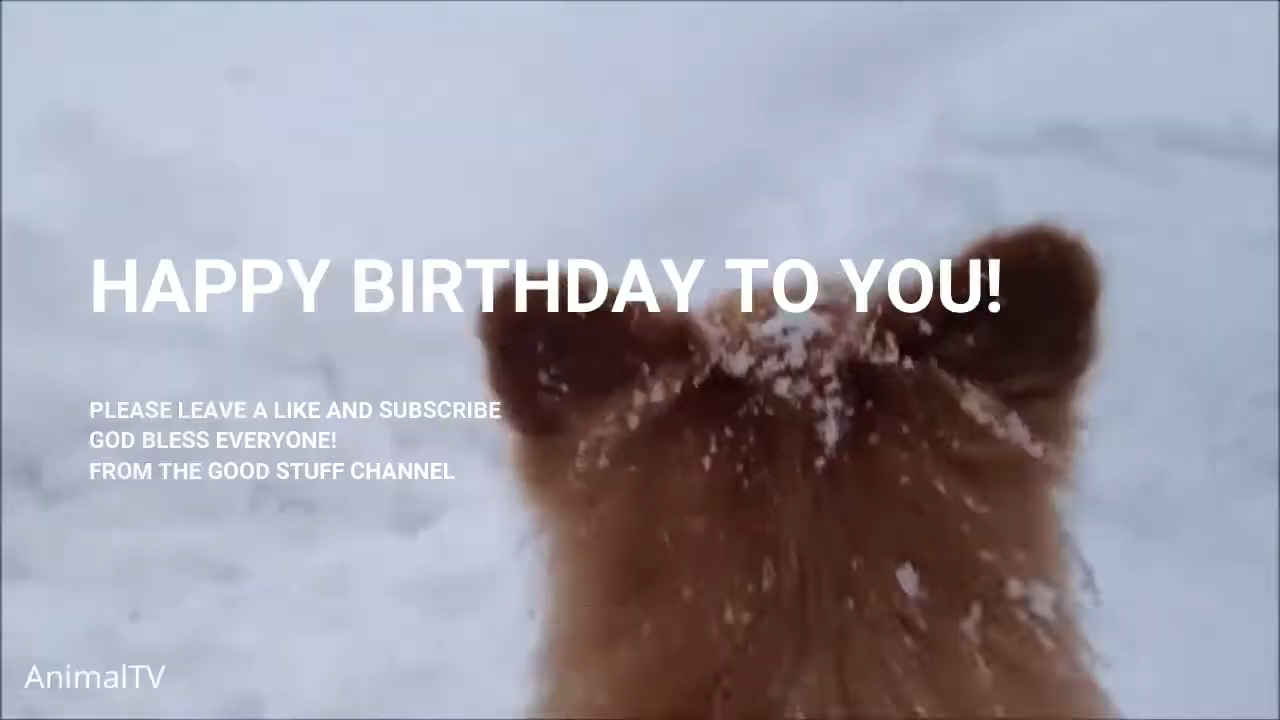 HAPPY BIRTHDAY TO YOU!
PLEASE LEAVE A LIKE AND SUBSCRIBE
GOD BLESS EVERYONE!
FROM THE GOOD STUFF CHANNEL
AnimalTV